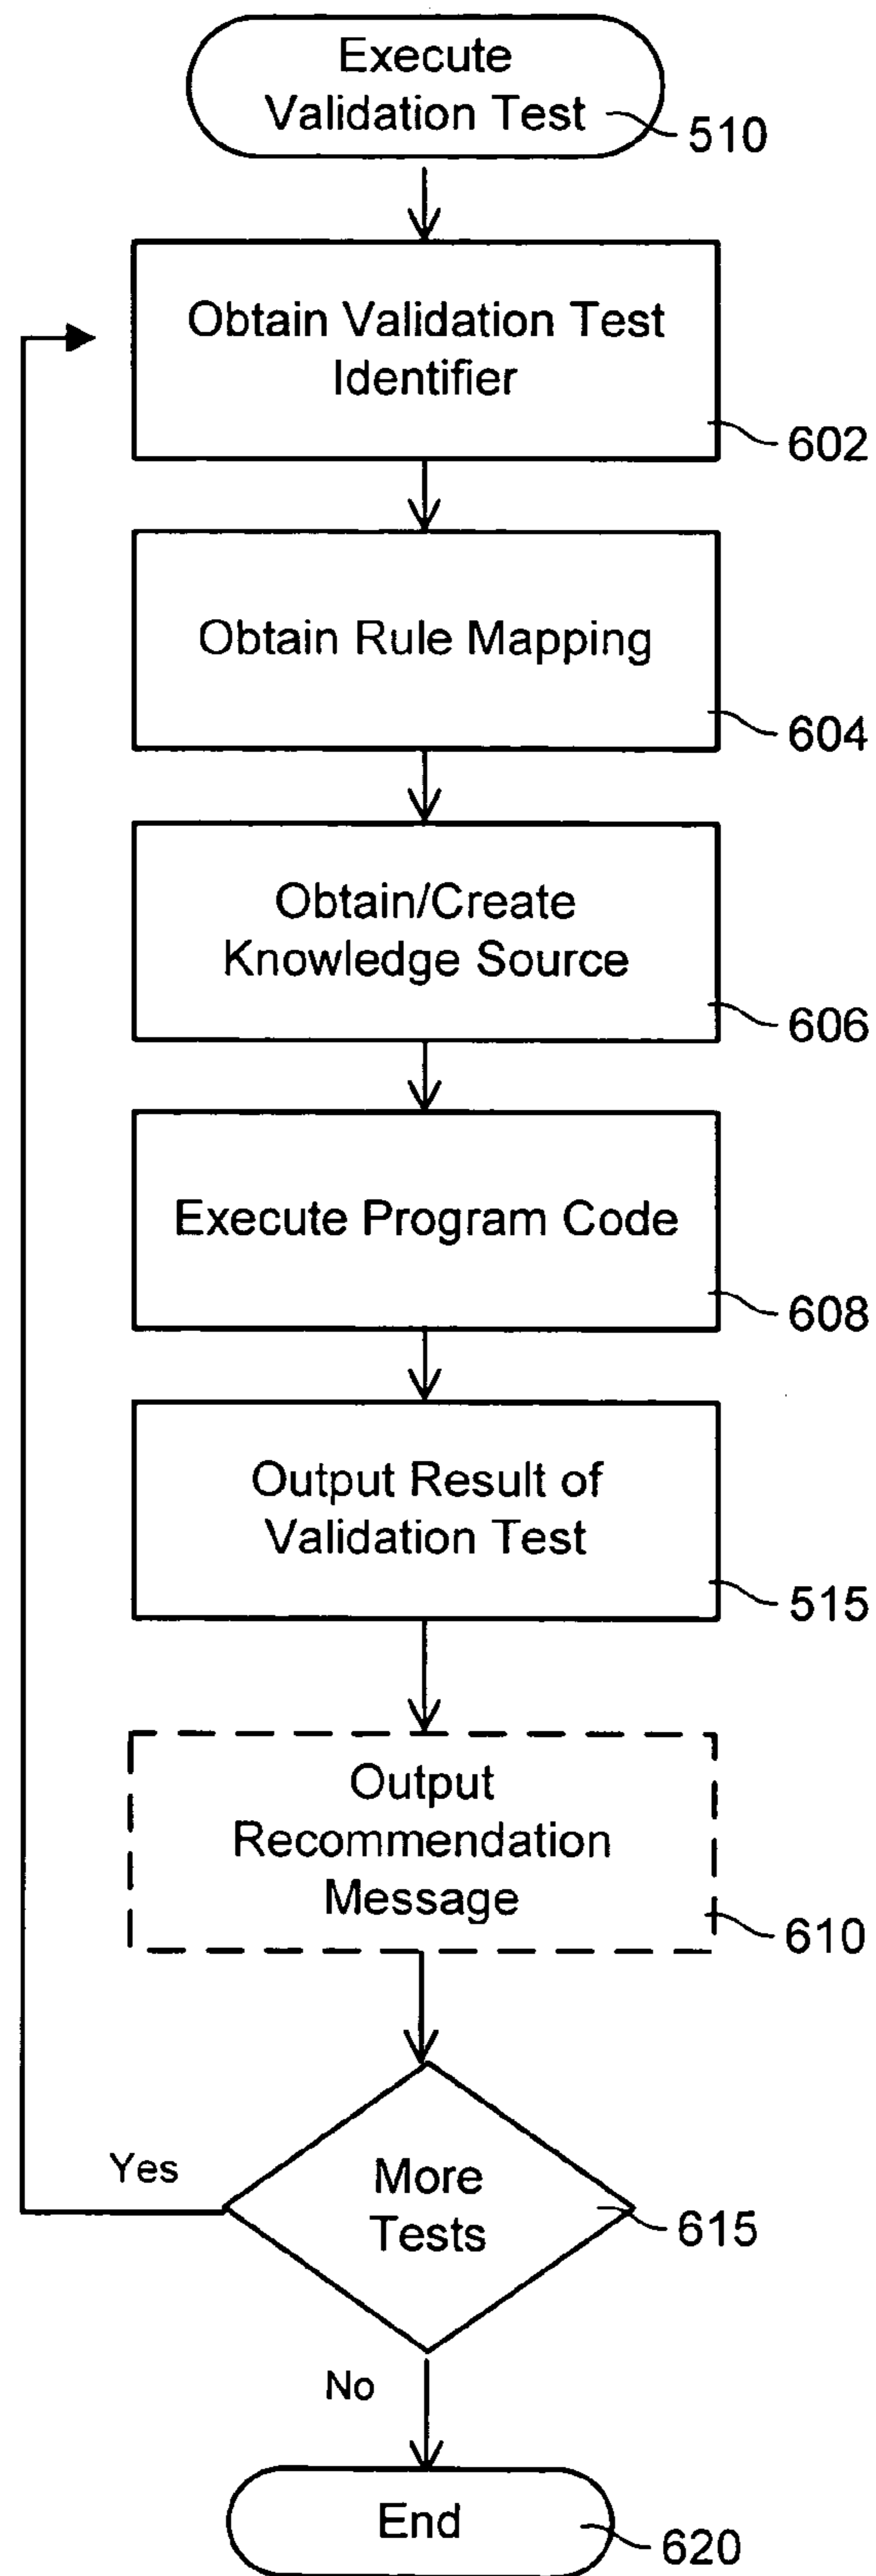 Execute
Validation Test
510
Obtain Validation Test
Identifier
602
Obtain Rule Mapping
604
Obtain/Create
Knowledge Source
606
Execute Program Code
608
Output Result of
Validation Test
515
Output
Recommendation
Message
610
Yes
More
Tests
615
No
End
620